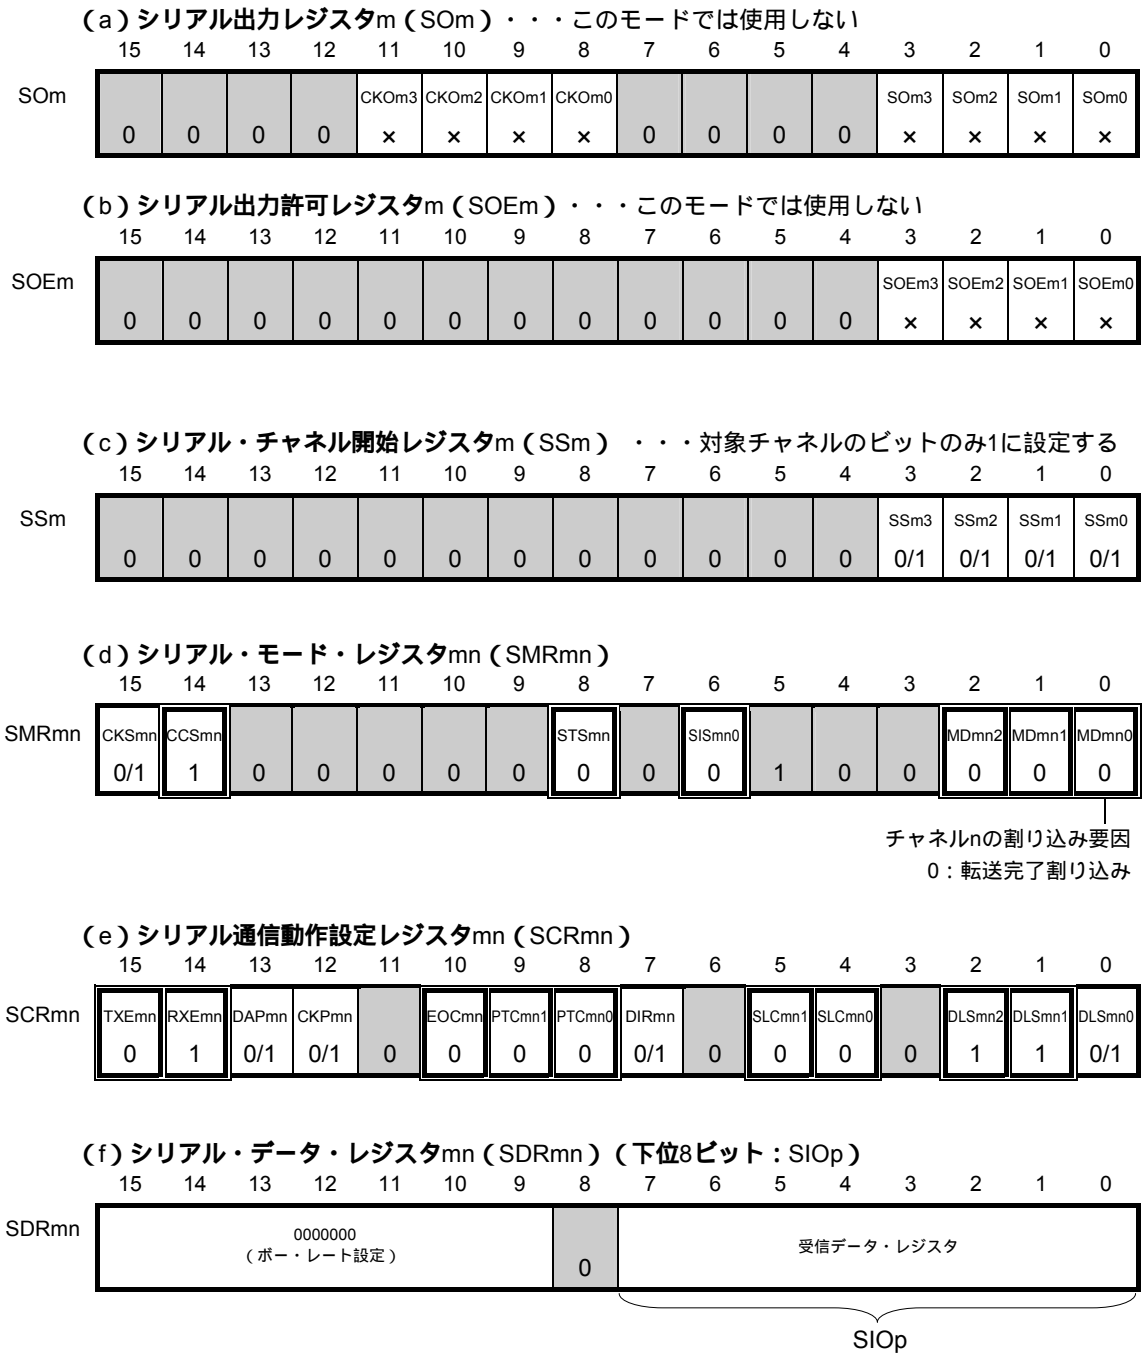 （a）シリアル出力レジスタm（SOm）・・・このモードでは使用しない
15 14 13 12 11 10 9 8 7 6 5 4 3 2 1 0
SOm
CKOm3 CKOm2 CKOm1 CKOm0 SOm3 SOm2 SOm1 SOm0
0 0 0 0 × × × × 0 0 0 0 × × × ×
（b）シリアル出力許可レジスタm（SOEm）・・・このモードでは使用しない
15 14 13 12 11 10 9 8 7 6 5 4 3 2 1 0
SOEm
SOEm3 SOEm2 SOEm1 SOEm0
0 0 0 0 0 0 0 0 0 0 0 0 × × × ×
（c）シリアル・チャネル開始レジスタm（SSm） ・・・対象チャネルのビットのみ1に設定する
15 14 13 12 11 10 9 8 7 6 5 4 3 2 1 0
SSm
SSm3 SSm2 SSm1 SSm0
0 0 0 0 0 0 0 0 0 0 0 0 0/1 0/1 0/1 0/1
（d）シリアル・モード・レジスタmn（SMRmn）
15 14 13 12 11 10 9 8 7 6 5 4 3 2 1 0
SMRmn
CKSmn CCSmn STSmn SISmn0 MDmn2 MDmn1 MDmn0
0/1 1 0 0 0 0 0 0 0 0 1 0 0 0 0 0
チャネルnの割り込み要因
0：転送完了割り込み
（e）シリアル通信動作設定レジスタmn（SCRmn）
15 14 13 12 11 10 9 8 7 6 5 4 3 2 1 0
SCRmn
TXEmn RXEmn DAPmn CKPmn EOCmn PTCmn1 PTCmn0 DIRmn SLCmn1 SLCmn0 DLSmn2 DLSmn1 DLSmn0
0 1 0/1 0/1 0 0 0 0 0/1 0 0 0 0 1 1 0/1
（f）シリアル・データ・レジスタmn（SDRmn）（下位8ビット：SIOp）
15 14 13 12 11 10 9 8 7 6 5 4 3 2 1 0
SDRmn
0000000
（ボー・レート設定）
0
受信データ・レジスタ
SIOp